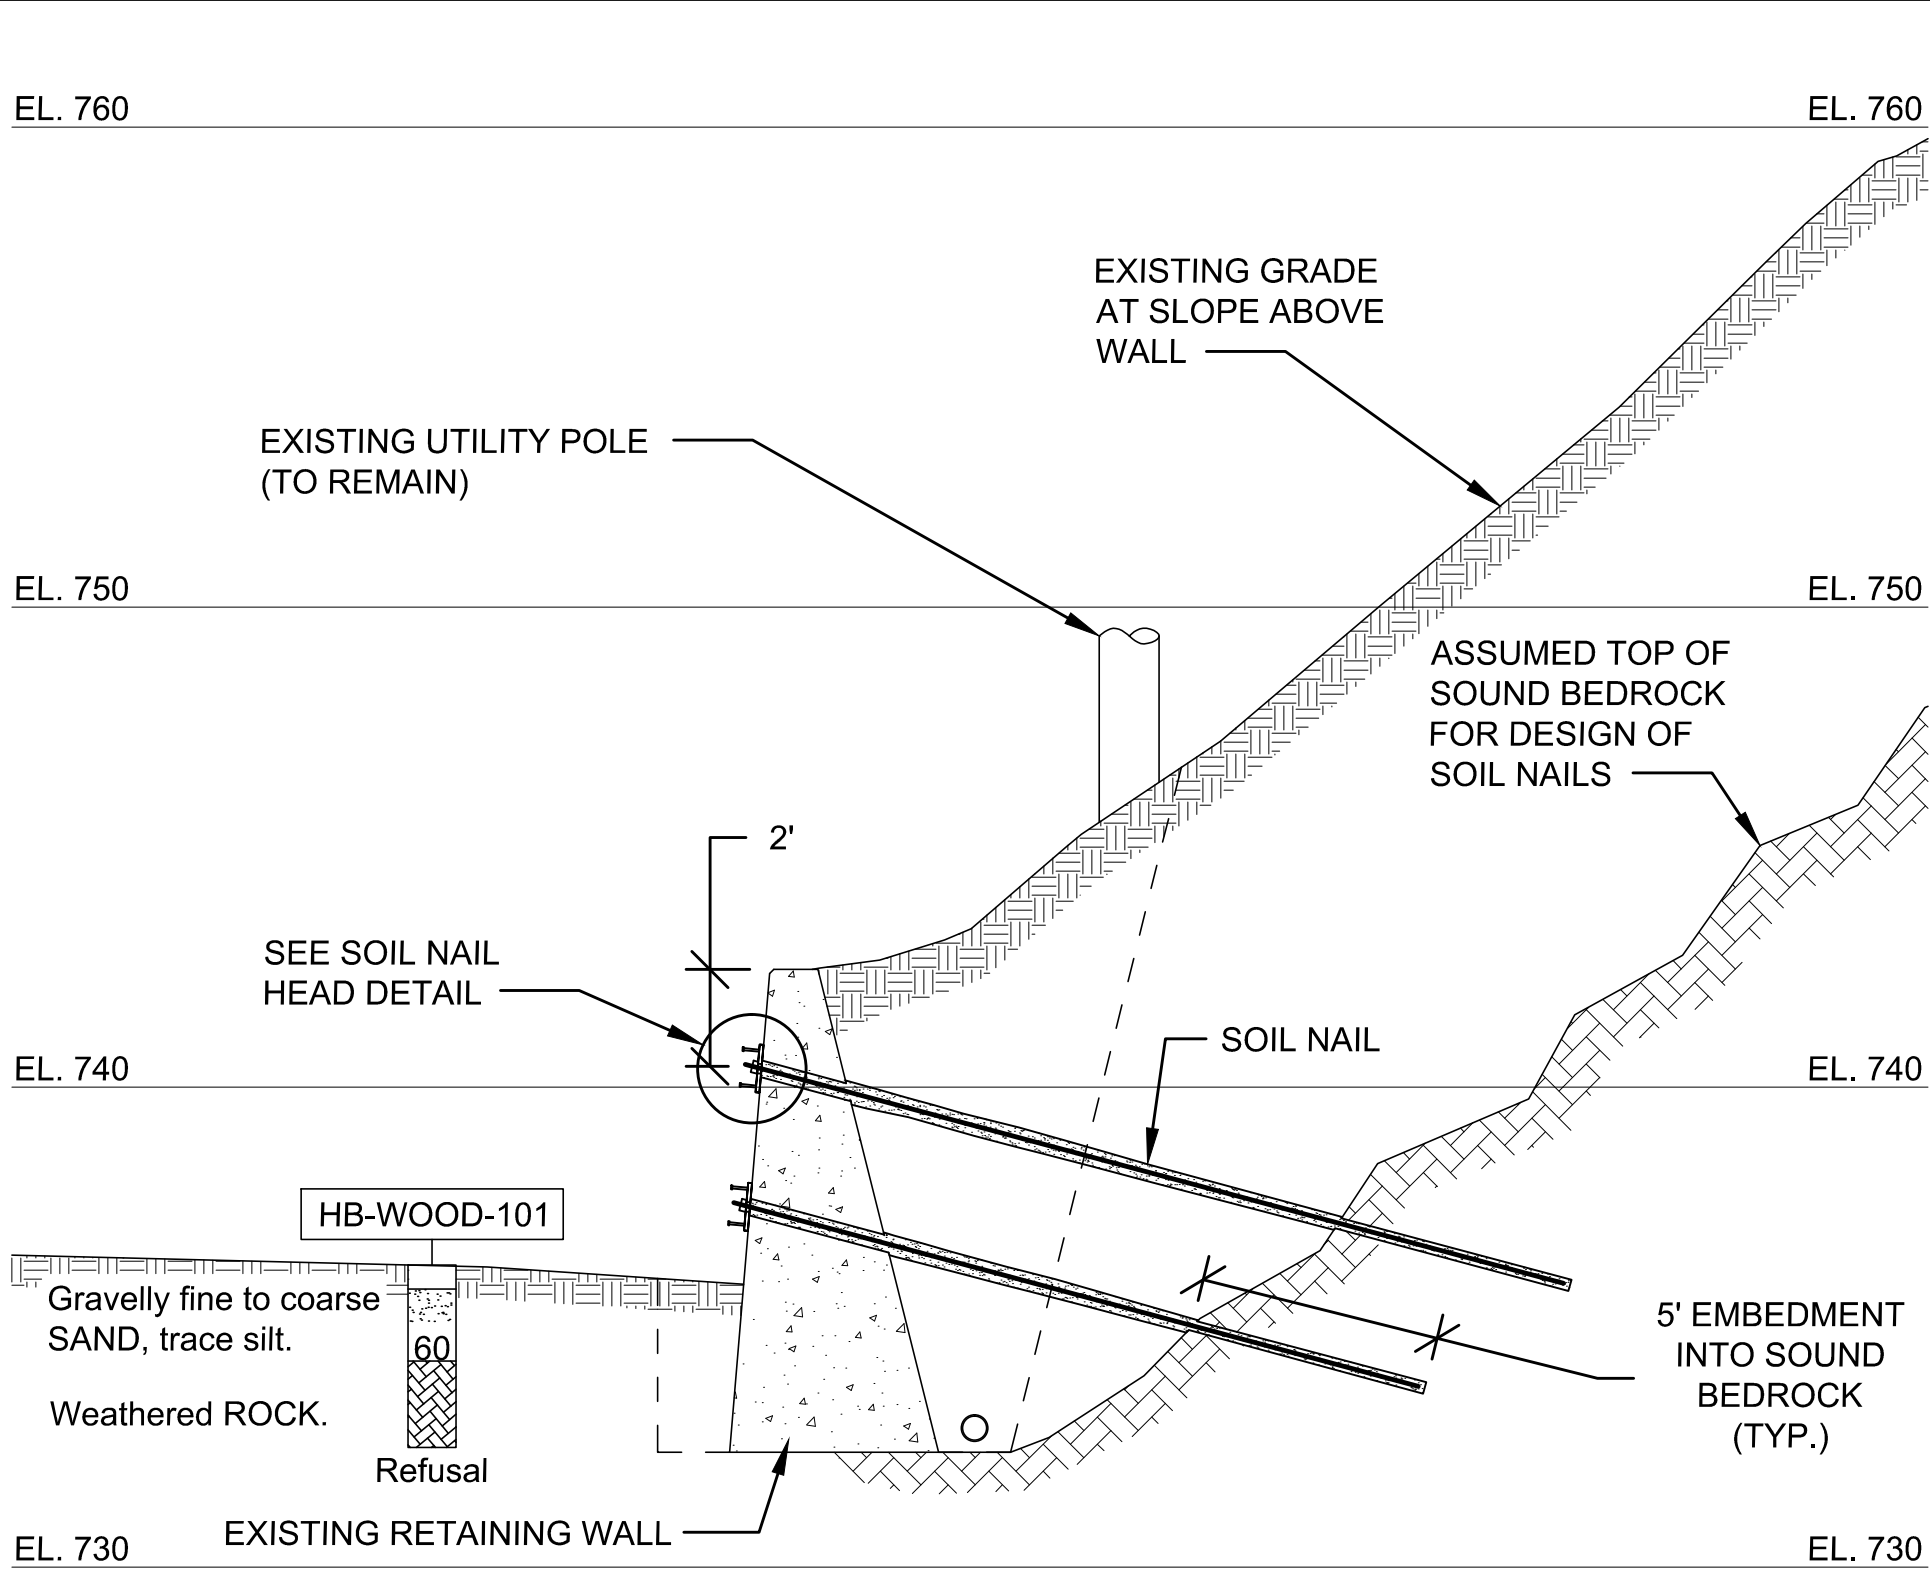 EL. 760
EL. 760
EXISTING GRADE
AT SLOPE ABOVE
WALL
EXISTING UTILITY POLE
(TO REMAIN)
EL. 750
EL. 750
ASSUMED TOP OF
SOUND BEDROCK
FOR DESIGN OF
SOIL NAILS
2'
SEE SOIL NAIL
HEAD DETAIL
SOIL NAIL
EL. 740
EL. 740
HB-WOOD-101
Gravelly fine to coarse
SAND, trace silt.
60
Weathered ROCK.
Refusal
5' EMBEDMENT
INTO SOUND
BEDROCK
(TYP.)
EXISTING RETAINING WALL
EL. 730
EL. 730